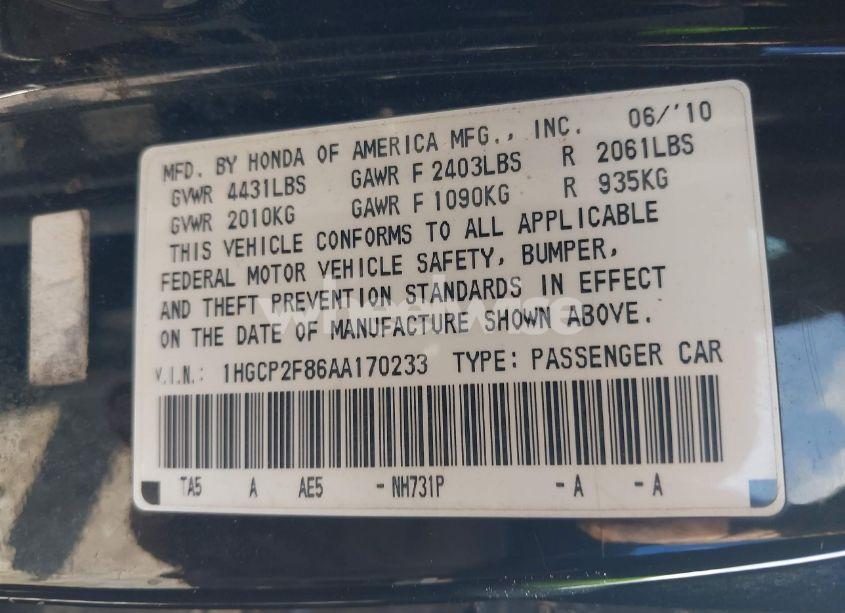 MFD. BY HONDA OF AMERICA MFG., INC. 06/'10
GVWR 4431LBS GAWR F 2403LBS R 2061LBS
GVWR 2010KG GAWR F 1090KG R 935KG
THIS VEHICLE CONFORMS TO ALL APPLICABLE
FEDERAL MOTOR VEHICLE SAFETY, BUMPER,
AND THEFT PREVENTION STANDARDS IN EFFECT
ON THE DATE OF MANUFACTURE SHOWN ABOVE.
V.I.N.: 1HGCP2F86AA170233 TYPE: PASSENGER CAR
TA5 A AE5 -NH731P -A -A